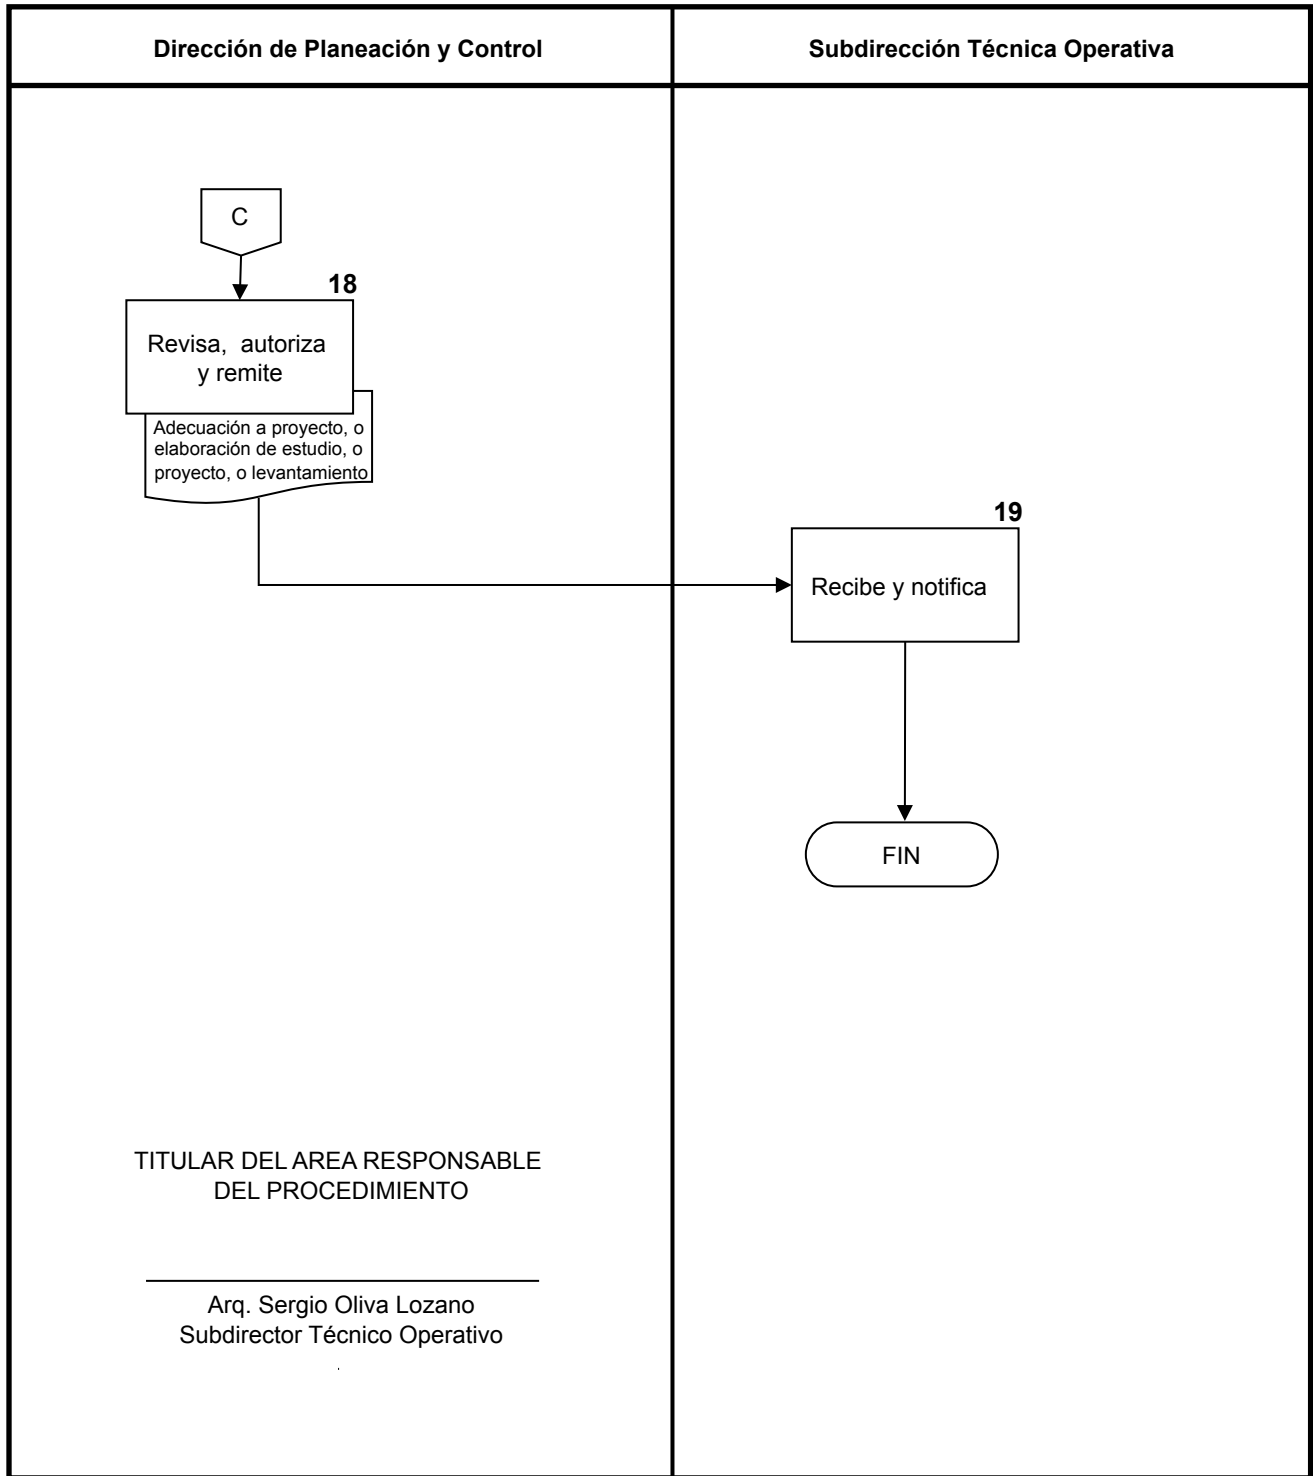 Dirección de Planeación y Control
Subdirección Técnica Operativa
C
18
Revisa, autoriza
y remite
Adecuación a proyecto, o
elaboración de estudio, o
proyecto, o levantamiento
19
Recibe y notifica
FIN
TITULAR DEL AREA RESPONSABLE
DEL PROCEDIMIENTO
Arq. Sergio Oliva Lozano
Subdirector Técnico Operativo